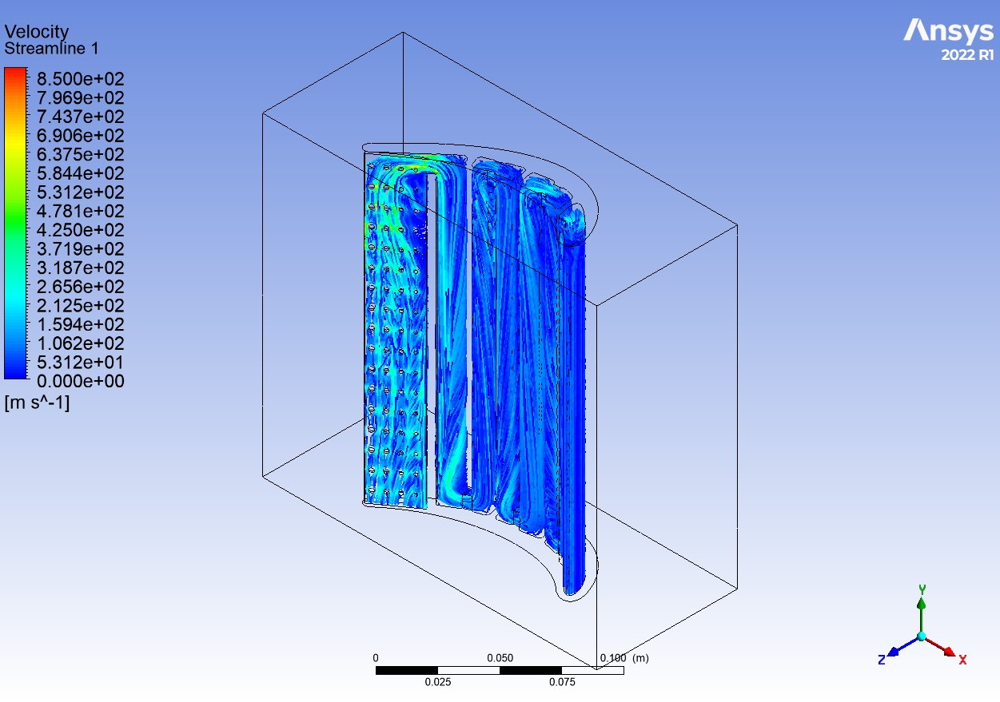 Velocity
Streamline 1
8.500e+02
7.969e+02
7.437e+02
6.906e+02
6.375e+02
5.844e+02
5.312e+02
4.781e+02
4.250e+02
3.719e+02
3.187e+02
2.656e+02
2.125e+02
1.594e+02
1.062e+02
5.312e+01
0.000e+00
[m s^-1]
Ansys
2022 R1
Y
Z
X
0 0.050 0.100 (m)
0.025 0.075